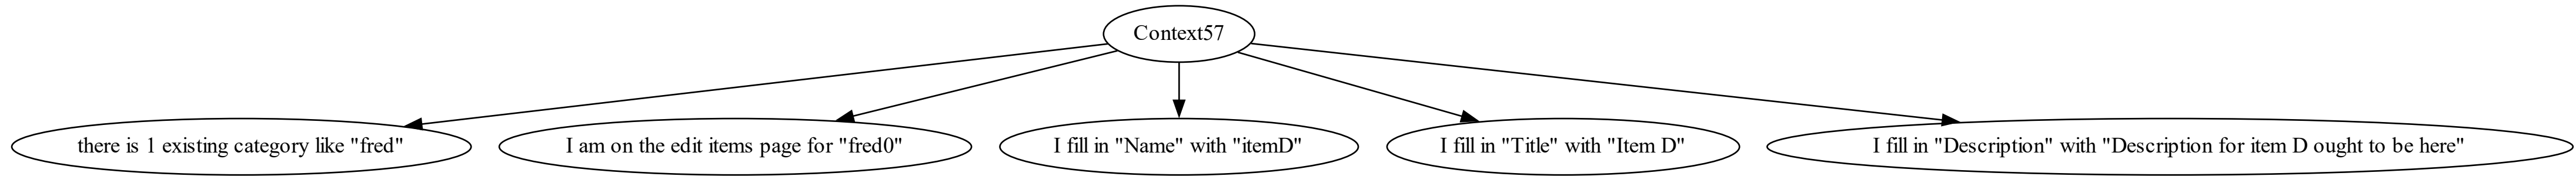 Context57
there is 1 existing category like "fred"
I am on the edit items page for "fred0"
I fill in "Name" with "itemD"
I fill in "Title" with "Item D"
I fill in "Description" with "Description for item D ought to be here"